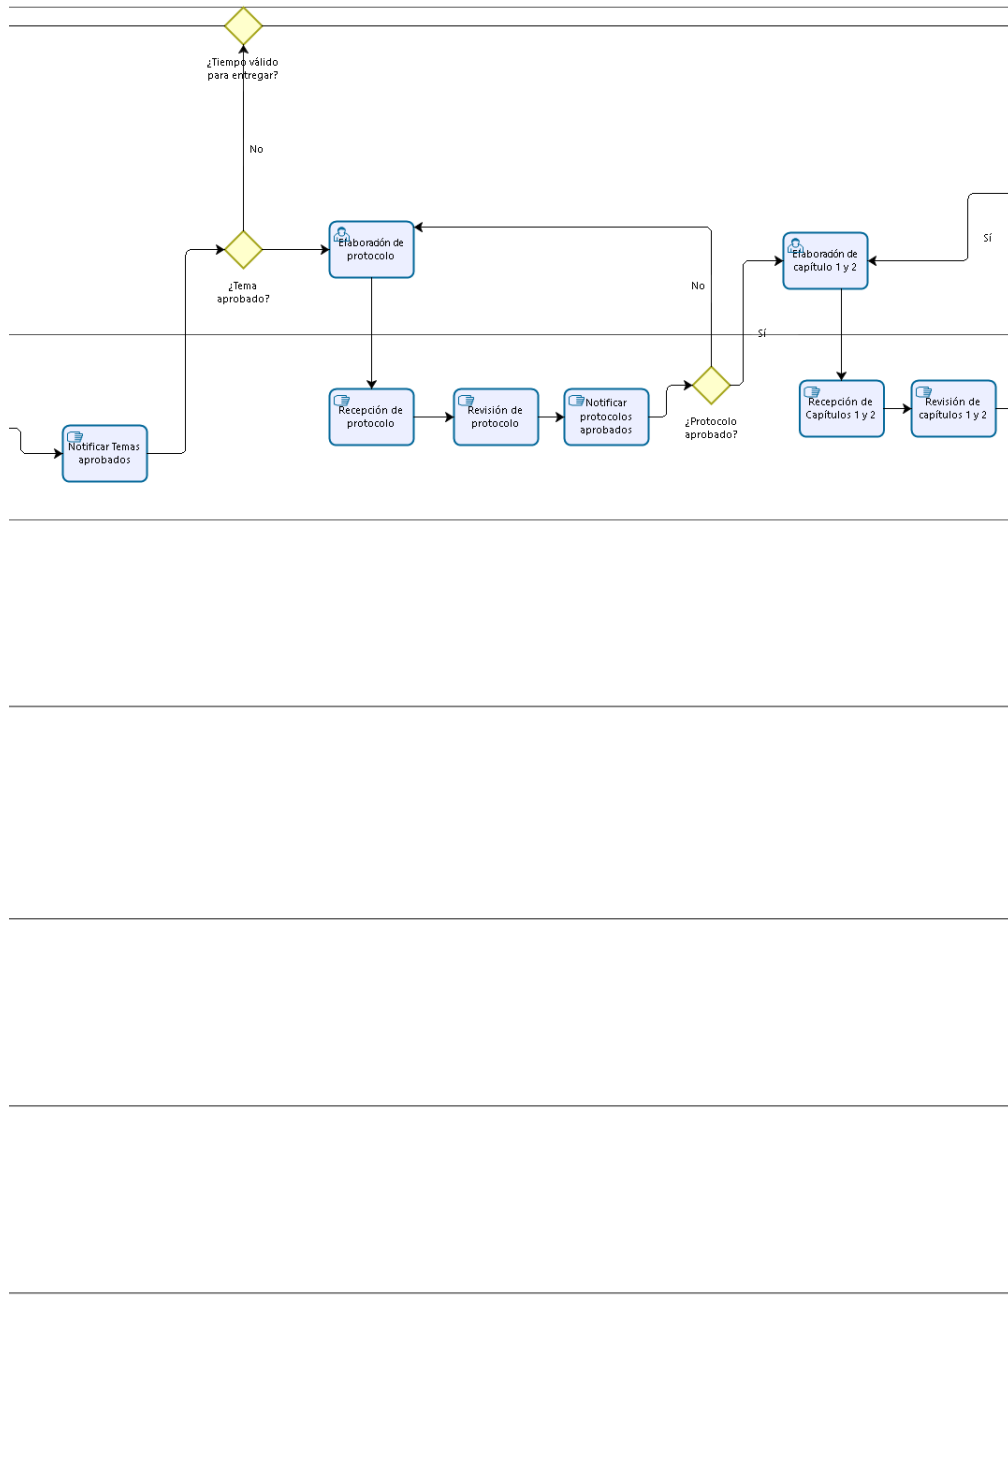 ¿Tiempo válido
para entregar?
No
¿Tema
aprobado?
Elaboración de
protocolo
No
Sí
Elaboración de
capítulo 1 y 2
Sí
Notificar Temas
aprobados
Recepción de
protocolo
Revisión de
protocolo
Notificar
protocolos
aprobados
¿Protocolo
aprobado?
Recepción de
Capítulos 1 y 2
Revisión de
capítulos 1 y 2